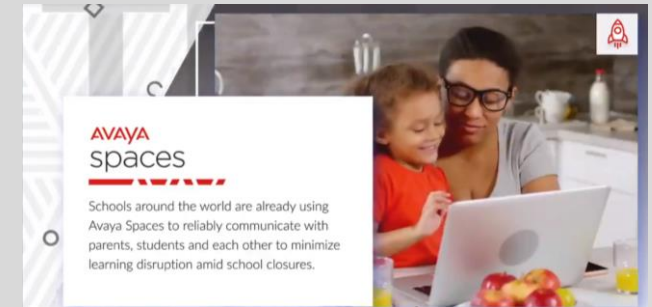 AVAYA
spaces
Schools around the world are already using
Avaya Spaces to reliably communicate with
parents, students and each other to minimize
learning disruption amid school closures.